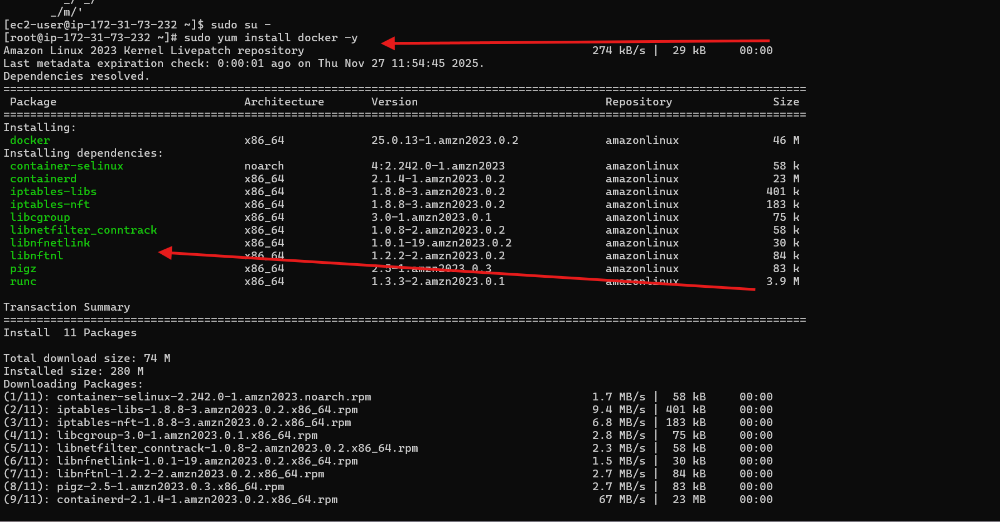 _/m/'
[ec2-user@ip-172-31-73-232 ~]$ sudo su -
[root@ip-172-31-73-232 ~]# sudo yum install docker -y
Amazon Linux 2023 Kernel Livepatch repository 274 kB/s | 29 kB 00:00
Last metadata expiration check: 0:00:01 ago on Thu Nov 27 11:54:45 2025.
Dependencies resolved.
========================================================================================================================
Package Architecture Version Repository Size
========================================================================================================================
Installing:
docker x86_64 25.0.13-1.amzn2023.0.2 amazonlinux 46 M
Installing dependencies:
container-selinux noarch 4:2.242.0-1.amzn2023 amazonlinux 58 k
containerd x86_64 2.1.4-1.amzn2023.0.2 amazonlinux 23 M
iptables-libs x86_64 1.8.8-3.amzn2023.0.2 amazonlinux 401 k
iptables-nft x86_64 1.8.8-3.amzn2023.0.2 amazonlinux 183 k
libcgroup x86_64 3.0-1.amzn2023.0.1 amazonlinux 75 k
libnetfilter_conntrack x86_64 1.0.8-2.amzn2023.0.2 amazonlinux 58 k
libnfnetlink x86_64 1.0.1-19.amzn2023.0.2 amazonlinux 30 k
libnftnl x86_64 1.2.2-2.amzn2023.0.2 amazonlinux 84 k
pigz x86_64 2.5-1.amzn2023.0.3 amazonlinux 83 k
runc x86_64 1.3.3-2.amzn2023.0.1 amazonlinux 3.9 M
Transaction Summary
========================================================================================================================
Install 11 Packages
Total download size: 74 M
Installed size: 280 M
Downloading Packages:
(1/11): container-selinux-2.242.0-1.amzn2023.noarch.rpm 1.7 MB/s | 58 kB 00:00
(2/11): iptables-libs-1.8.8-3.amzn2023.0.2.x86_64.rpm 9.4 MB/s | 401 kB 00:00
(3/11): iptables-nft-1.8.8-3.amzn2023.0.2.x86_64.rpm 6.8 MB/s | 183 kB 00:00
(4/11): libcgroup-3.0-1.amzn2023.0.1.x86_64.rpm 2.8 MB/s | 75 kB 00:00
(5/11): libnetfilter_conntrack-1.0.8-2.amzn2023.0.2.x86_64.rpm 2.3 MB/s | 58 kB 00:00
(6/11): libnfnetlink-1.0.1-19.amzn2023.0.2.x86_64.rpm 1.5 MB/s | 30 kB 00:00
(7/11): libnftnl-1.2.2-2.amzn2023.0.2.x86_64.rpm 2.7 MB/s | 84 kB 00:00
(8/11): pigz-2.5-1.amzn2023.0.3.x86_64.rpm 2.7 MB/s | 83 kB 00:00
(9/11): containerd-2.1.4-1.amzn2023.0.2.x86_64.rpm 67 MB/s | 23 MB 00:00